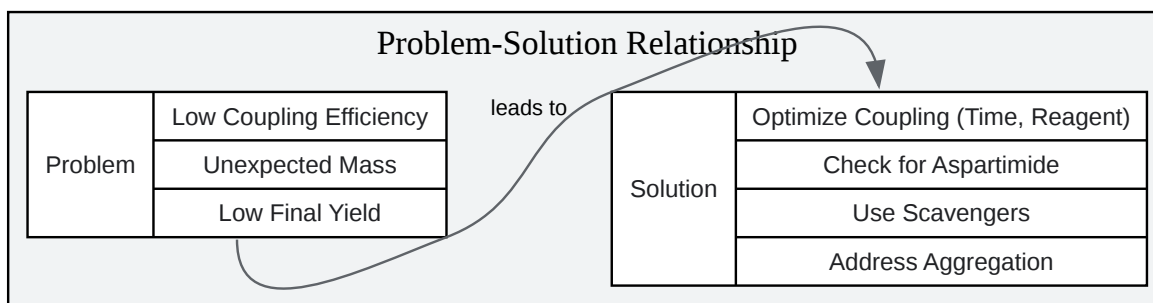 Problem-Solution Relationship
Problem
Low Coupling Efficiency
Unexpected Mass
Low Final Yield
leads to
Solution
Optimize Coupling (Time, Reagent)
Check for Aspartimide
Use Scavengers
Address Aggregation